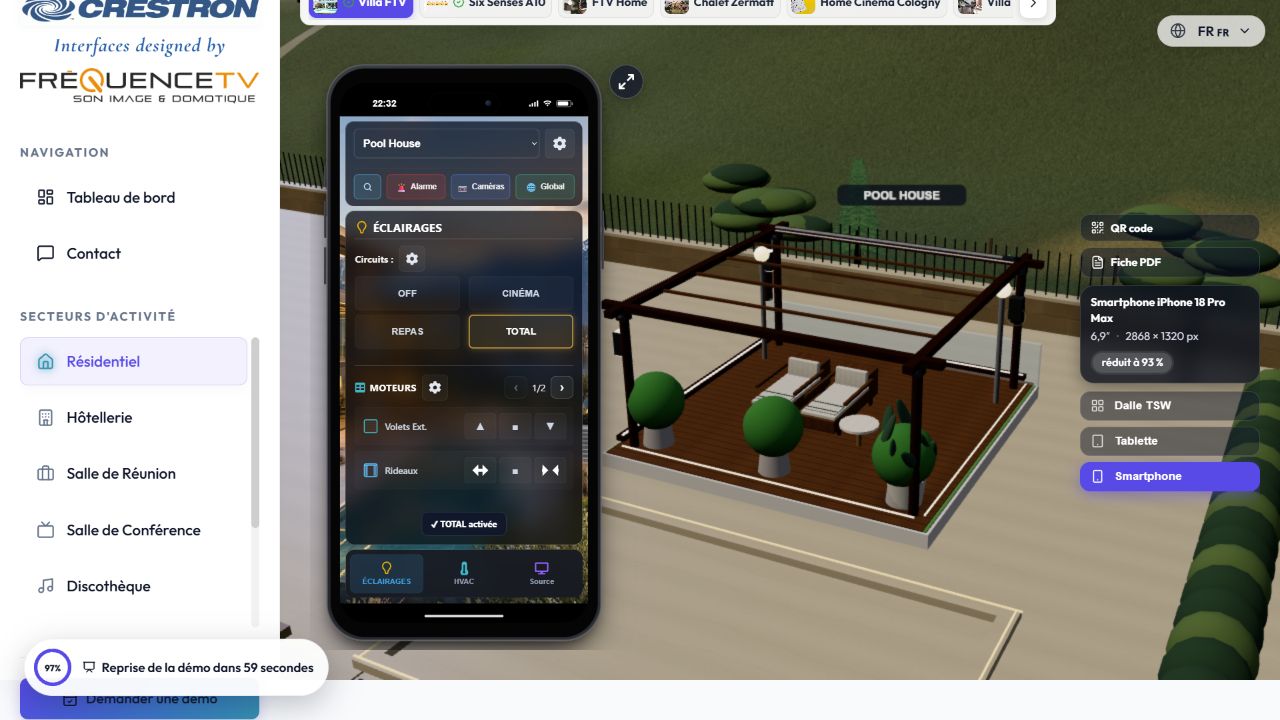 CRESTRON
Interfaces designed by
FRÉQUENCETV
SON IMAGE & DOMOTIQUE
NAVIGATION
Tableau de bord
Contact
SECTEURS D'ACTIVITÉ
Résidentiel
Hôtellerie
Salle de Réunion
Salle de Conférence
Discothèque
97%
Reprise de la démo dans 59 secondes
Demander une démo
Villa FTV
Six Senses A10
FTV Home
Chalet Zermatt
Home Cinéma Cologny
Villa
FR FR
22:32
Pool House
Alarme
Caméras
Global
ÉCLAIRAGES
Circuits :
OFF
CINÉMA
REPAS
TOTAL
MOTEURS
1/2
Volets Ext.
Rideaux
✓ TOTAL activée
ÉCLAIRAGES
HVAC
Source
POOL HOUSE
QR code
Fiche PDF
Smartphone iPhone 18 Pro
Max
6,9" · 2868 × 1320 px
réduit à 93 %
Dalle TSW
Tablette
Smartphone